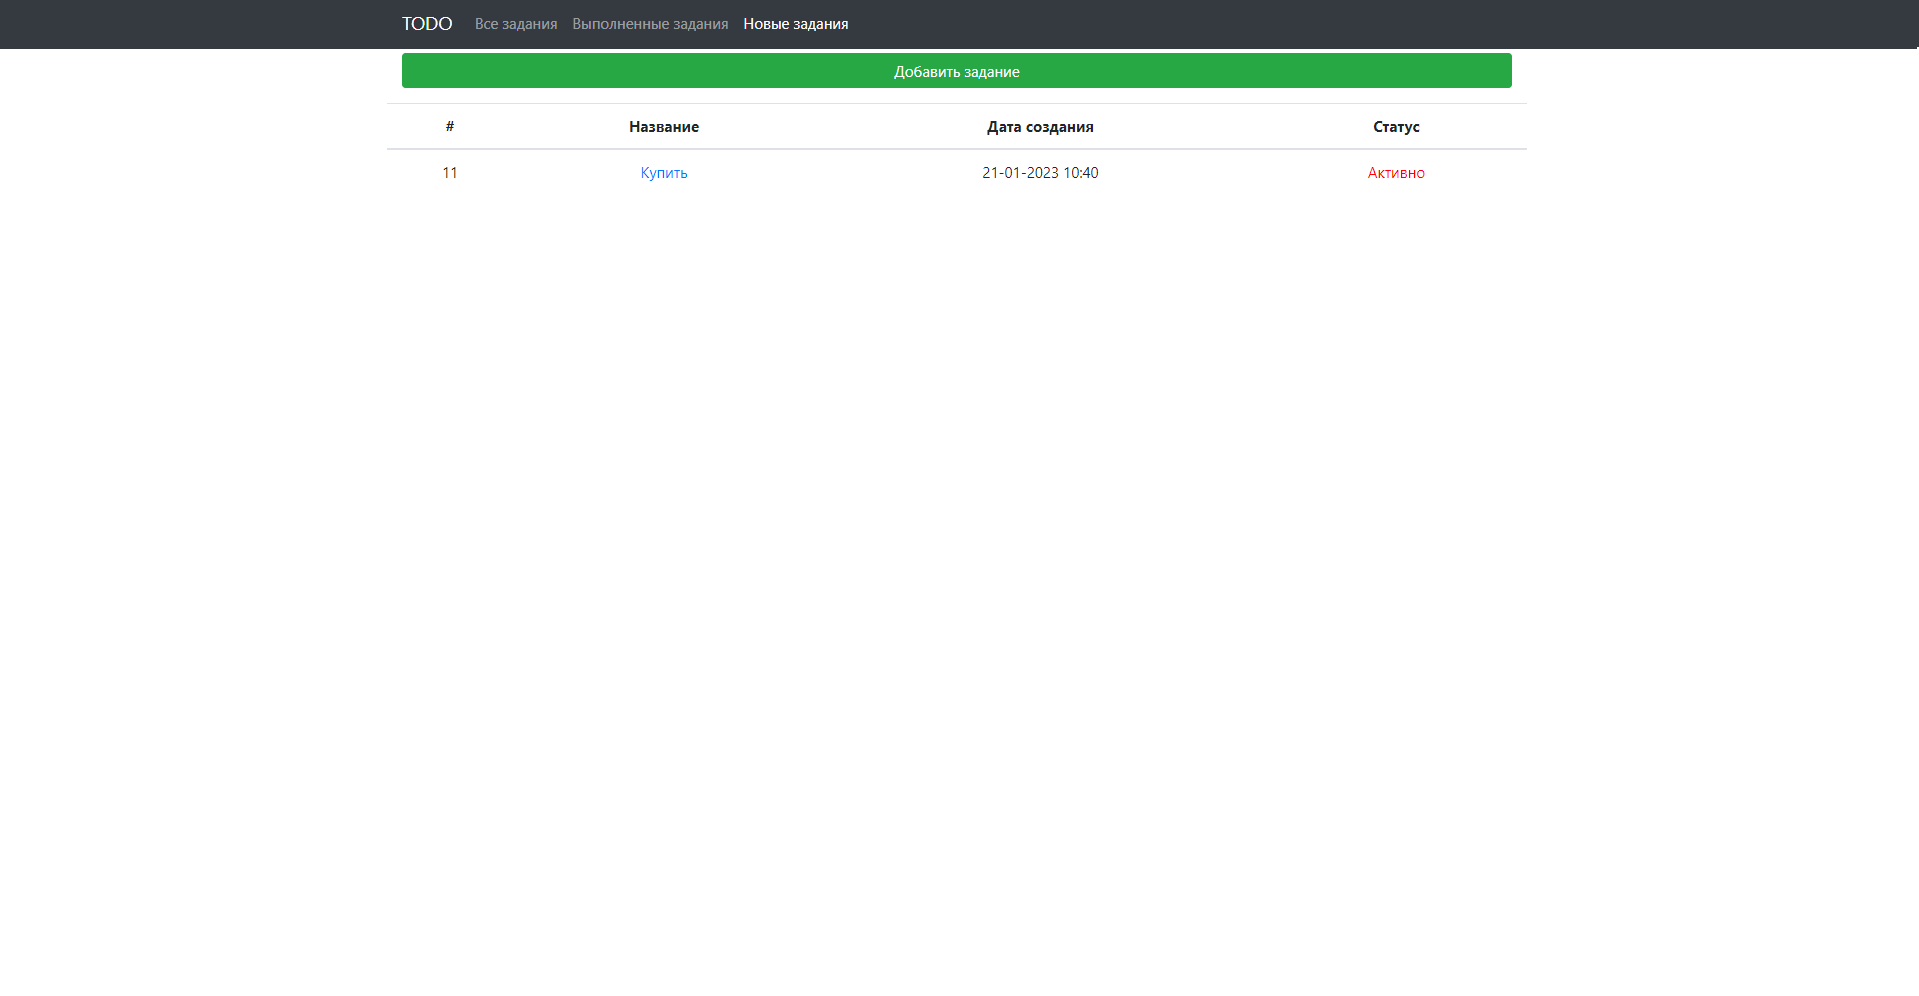 TODO Все задания Выполненные задания Новые задания
Добавить задание
# Название Дата создания Статус
11 Купить 21-01-2023 10:40 Активно